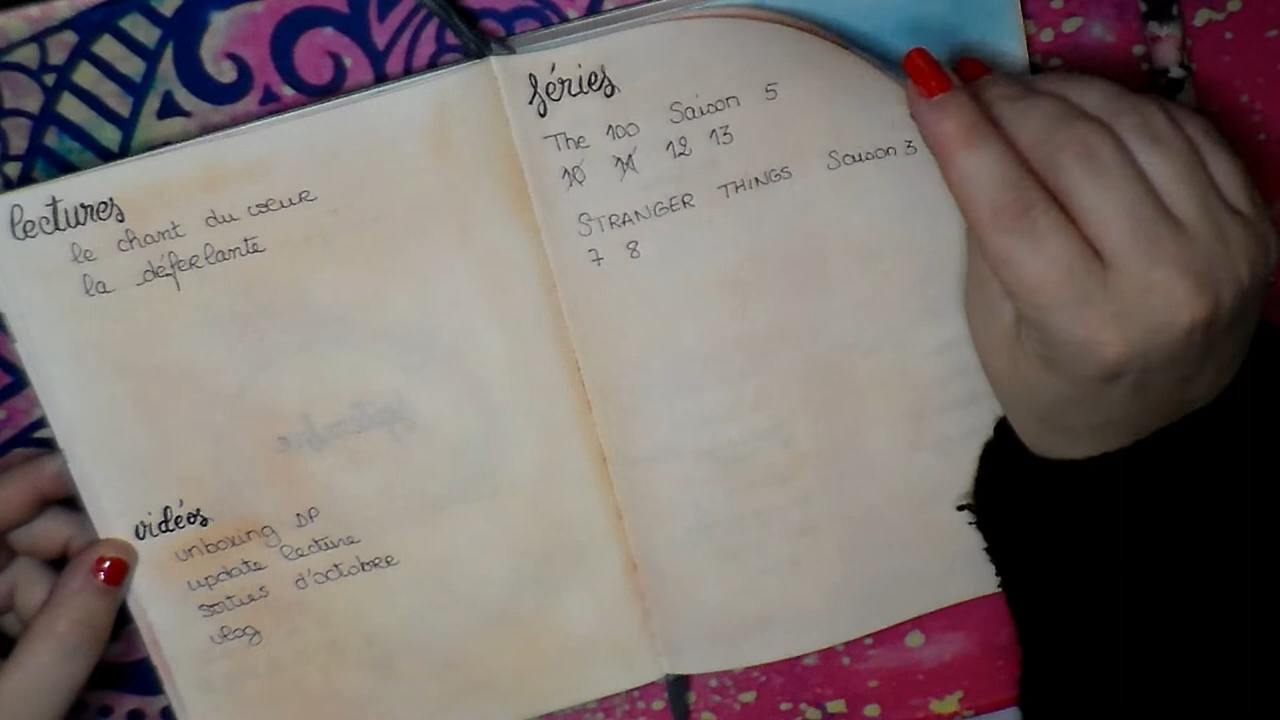 lectures
le chant du coeur
la déferlante
vidéos
unboxing DP
update lecture
sorties d'octobre
vlog
séries
The 100 Saison 5
10 11 12 13
STRANGER THINGS Saison 3
7 8